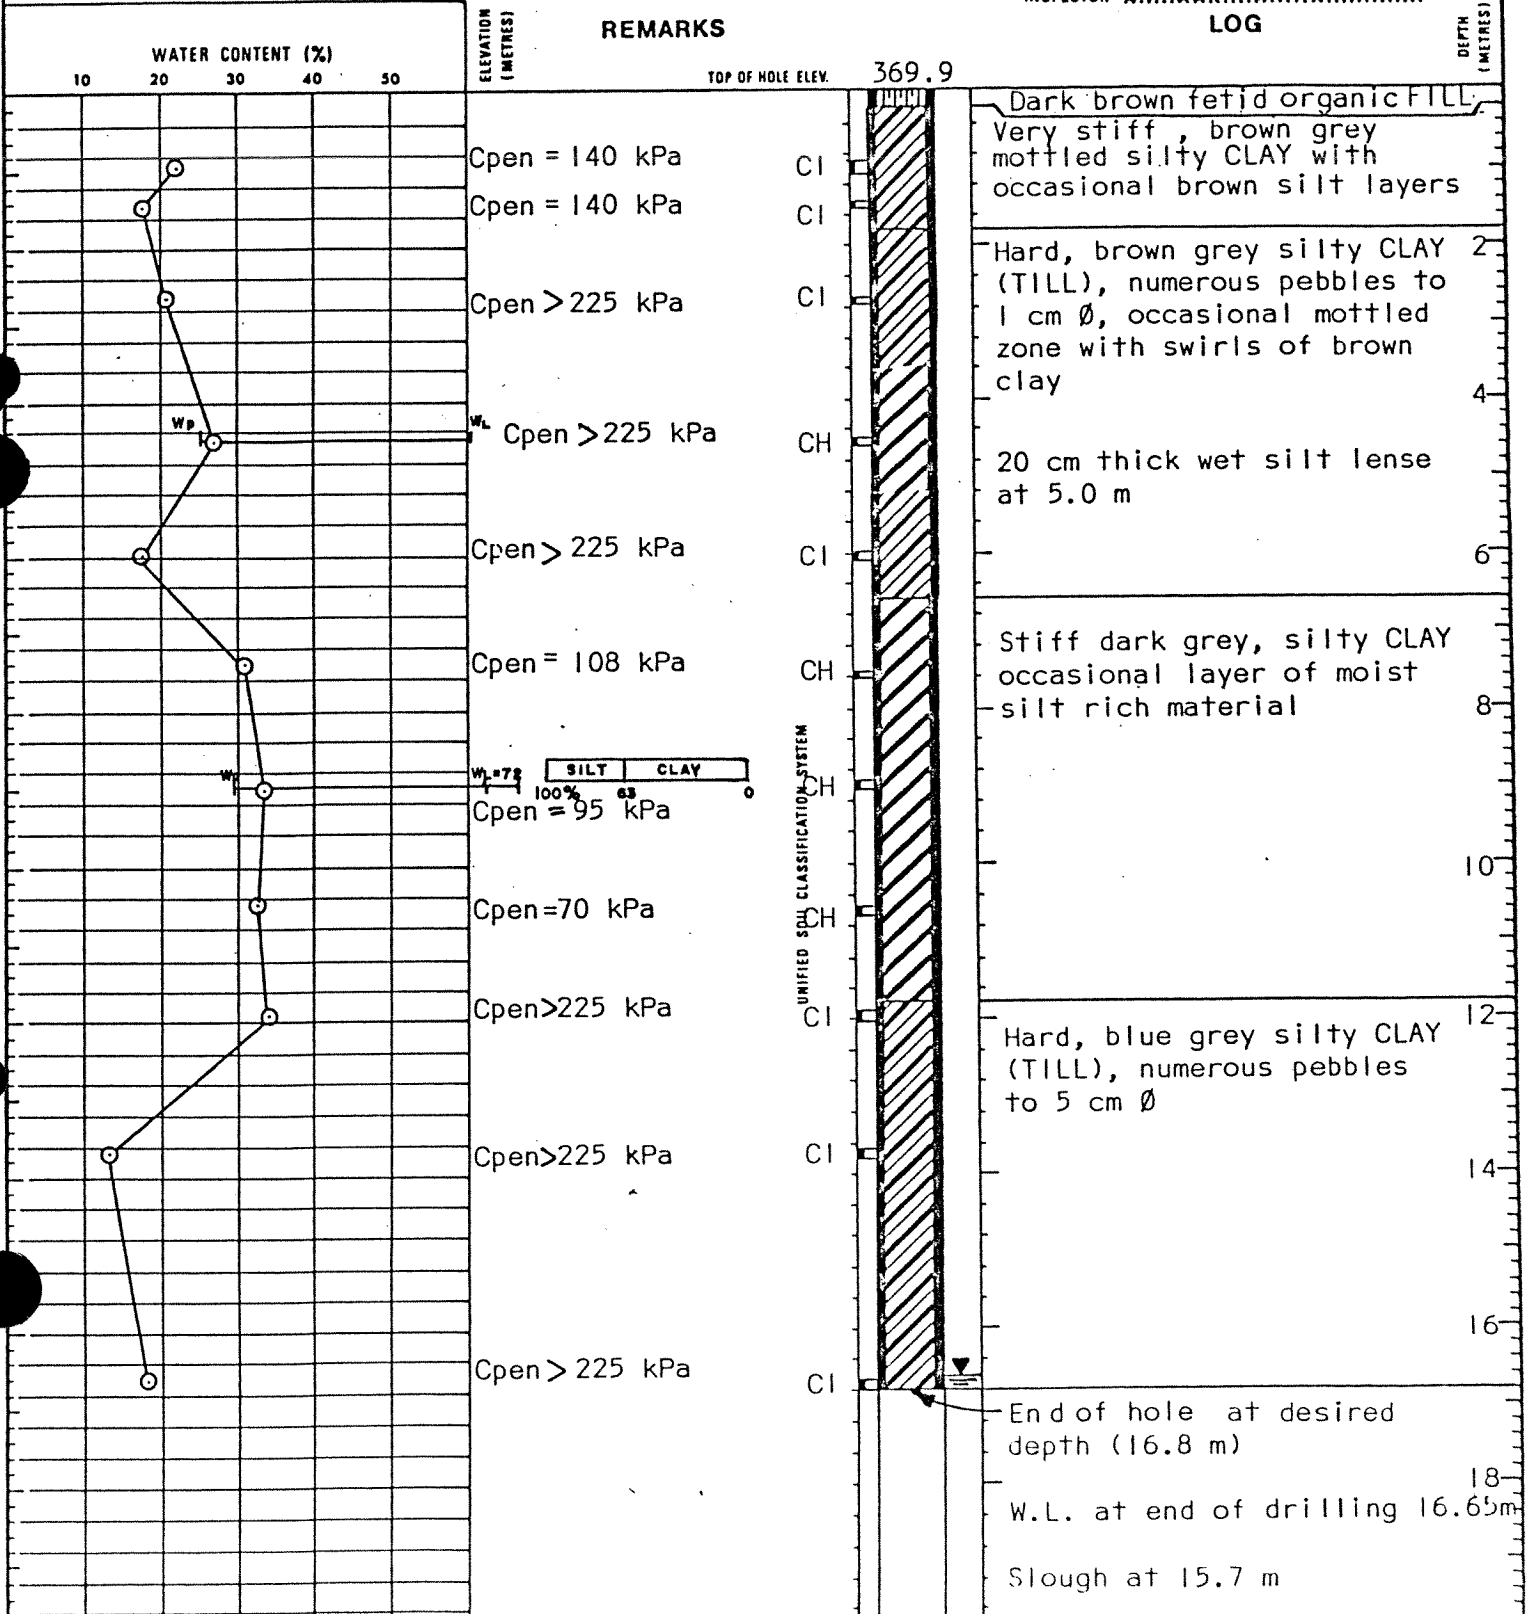 REMARKS
LOG
WATER CONTENT (%)
10 20 30 40 50
ELEVATION (METRES)
TOP OF HOLE ELEV. 369.9
DEPTH (METRES)
Dark brown fetid organic FILL
Very stiff , brown grey
mottled silty CLAY with
occasional brown silt layers
Cpen = 140 kPa CI
Cpen = 140 kPa CI
Hard, brown grey silty CLAY 2
(TILL), numerous pebbles to
1 cm Ø, occasional mottled
zone with swirls of brown
clay
Cpen > 225 kPa CI
4
Wp WL Cpen > 225 kPa CH
20 cm thick wet silt lense
at 5.0 m
Cpen > 225 kPa CI
6
Stiff dark grey, silty CLAY
occasional layer of moist
silt rich material
Cpen = 108 kPa CH
8
UNIFIED SOIL CLASSIFICATION SYSTEM
W WL=72 SILT CLAY CH
100% 63 0
Cpen = 95 kPa
10
Cpen=70 kPa CH
Cpen>225 kPa CI
12
Hard, blue grey silty CLAY
(TILL), numerous pebbles
to 5 cm Ø
Cpen>225 kPa CI
14
16
Cpen > 225 kPa CI
End of hole at desired
depth (16.8 m)
18
W.L. at end of drilling 16.65m
Slough at 15.7 m